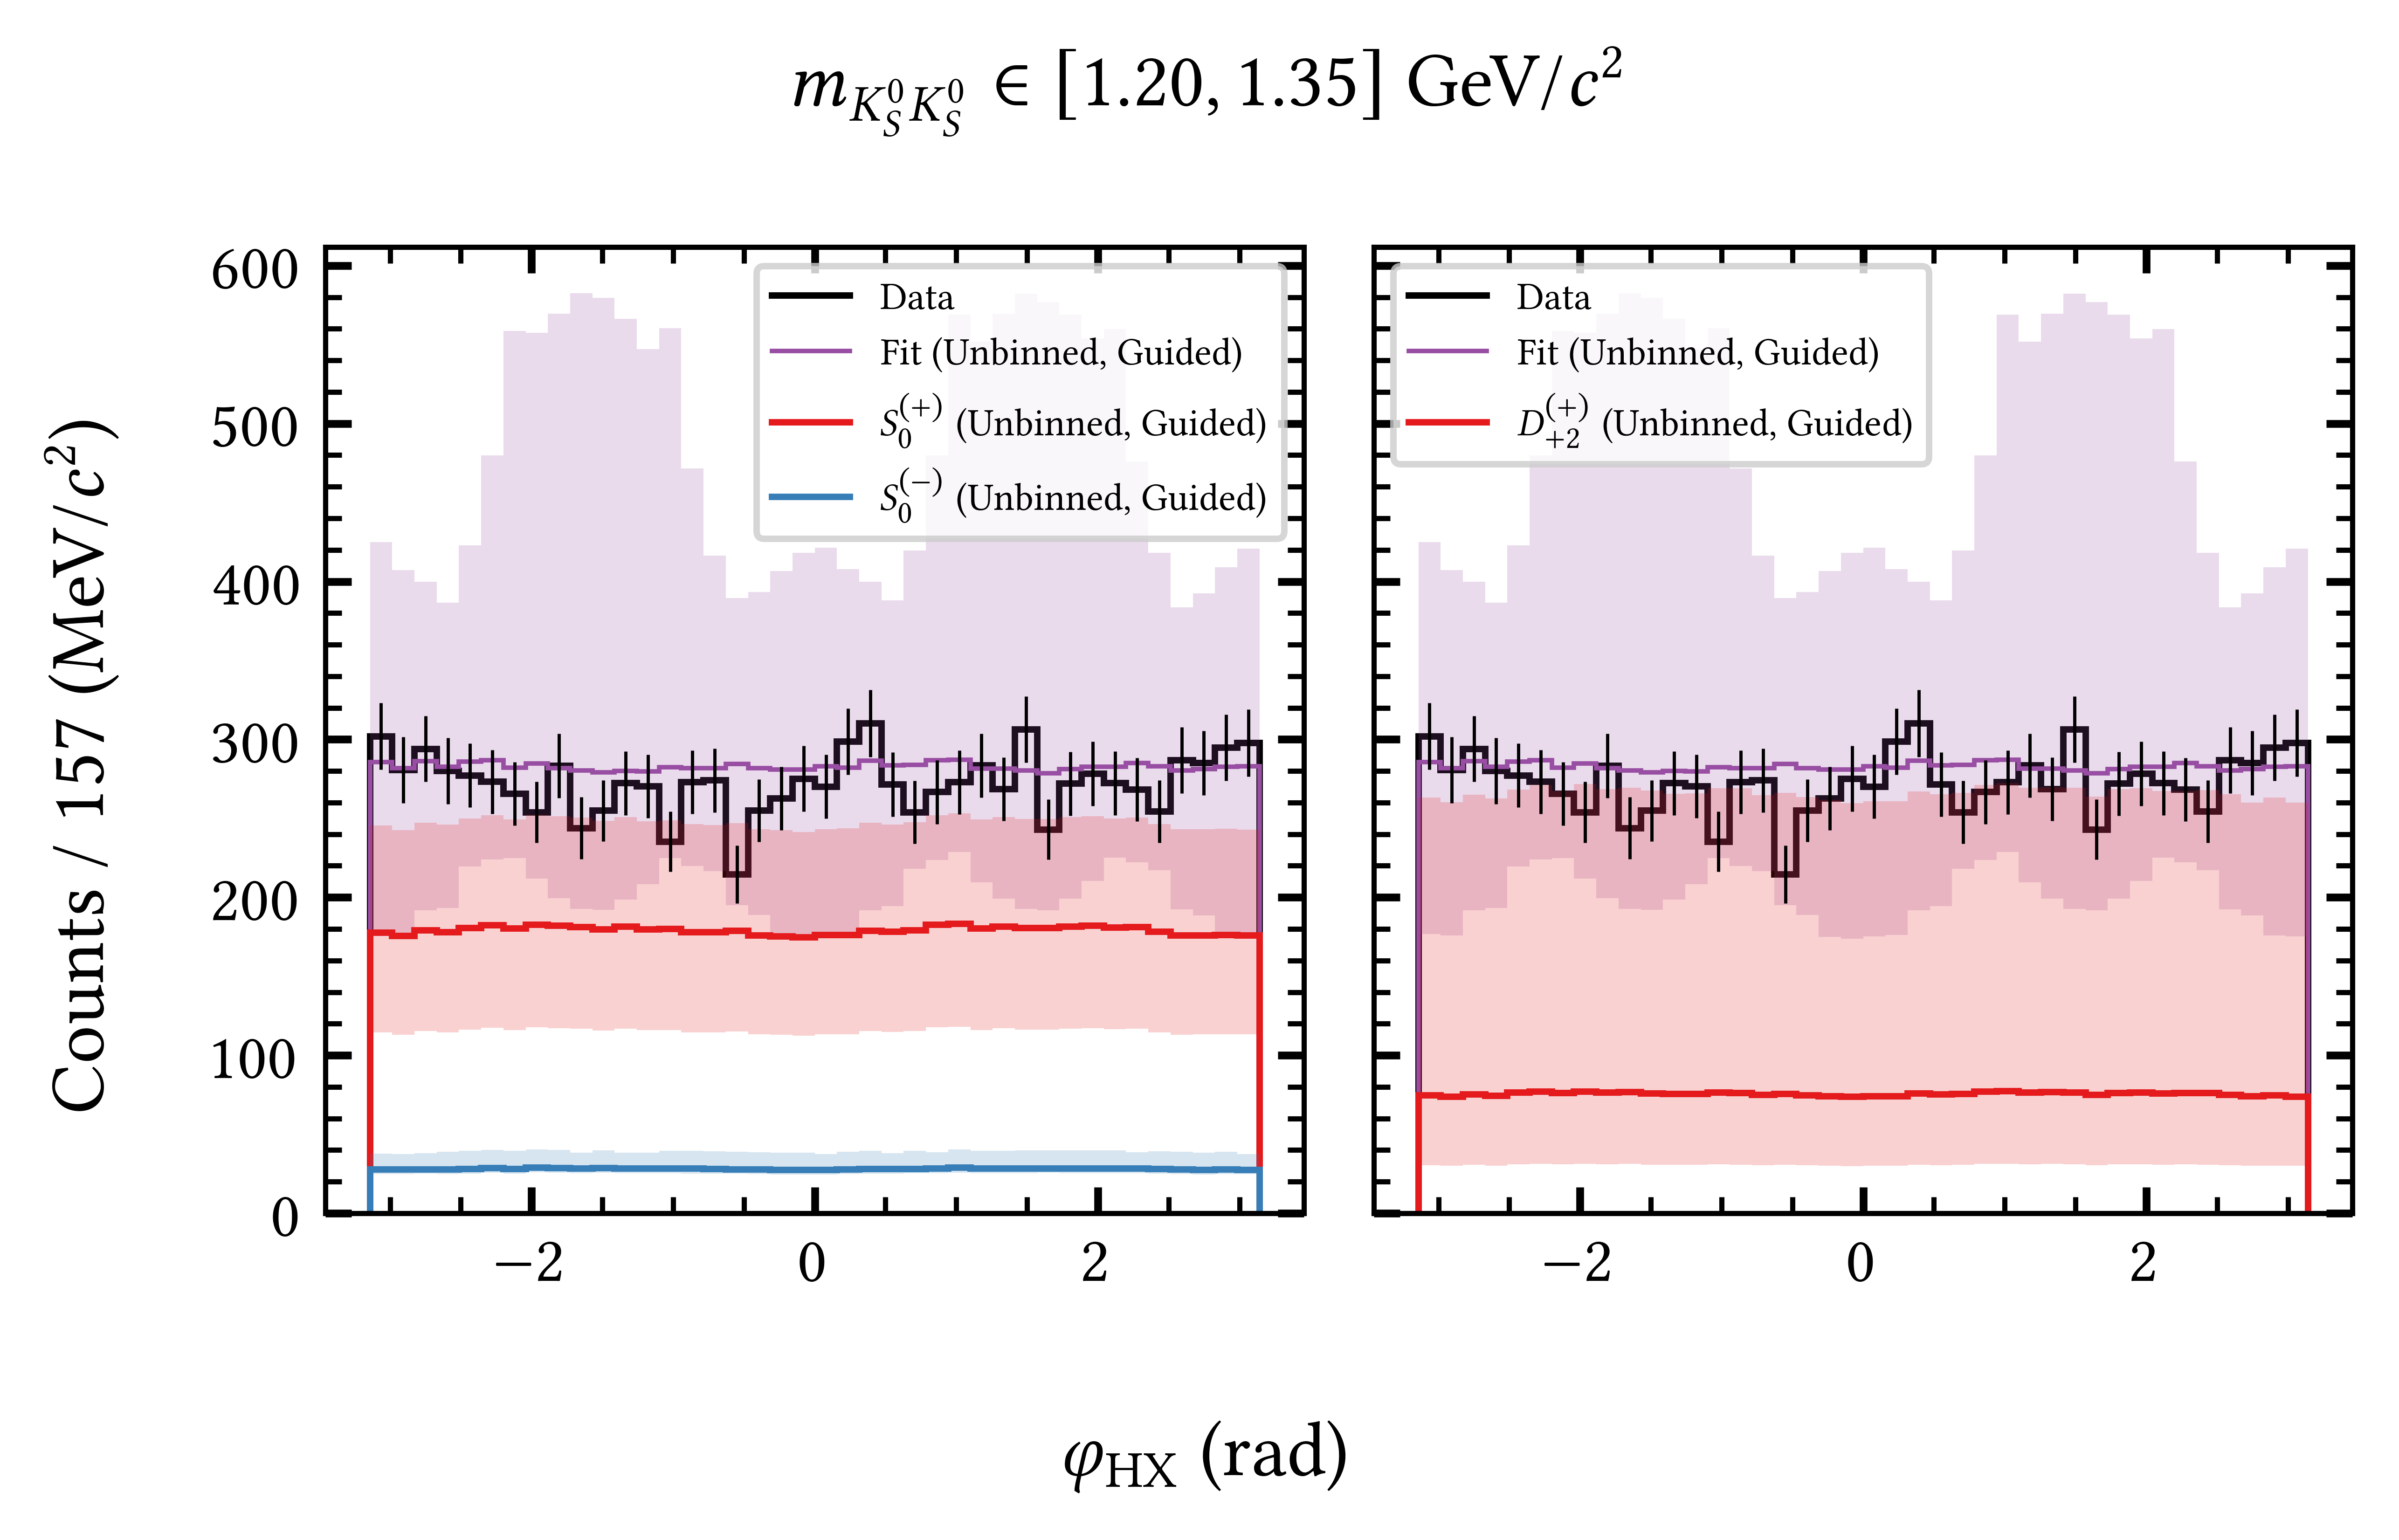 m_{K_S^0 K_S^0} ∈ [1.20, 1.35] GeV/c²
Counts / 157 (MeV/c²)
600
500
400
300
200
100
0
Data
Fit (Unbinned, Guided)
S_0^{(+)} (Unbinned, Guided)
S_0^{(−)} (Unbinned, Guided)
Data
Fit (Unbinned, Guided)
D_{+2}^{(+)} (Unbinned, Guided)
−2 0 2
−2 0 2
φ_{HX} (rad)